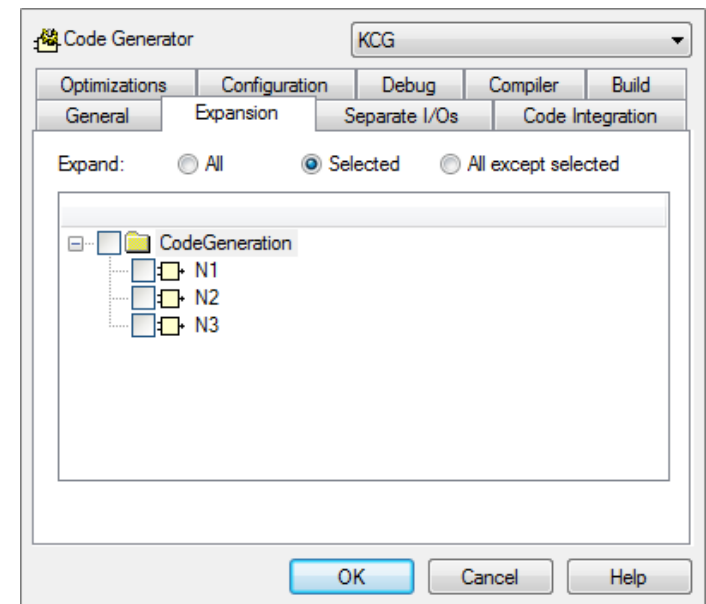 Code Generator KCG
Optimizations Configuration Debug Compiler Build
General Expansion Separate I/Os Code Integration
Expand: All Selected All except selected
CodeGeneration
N1
N2
N3
OK Cancel Help